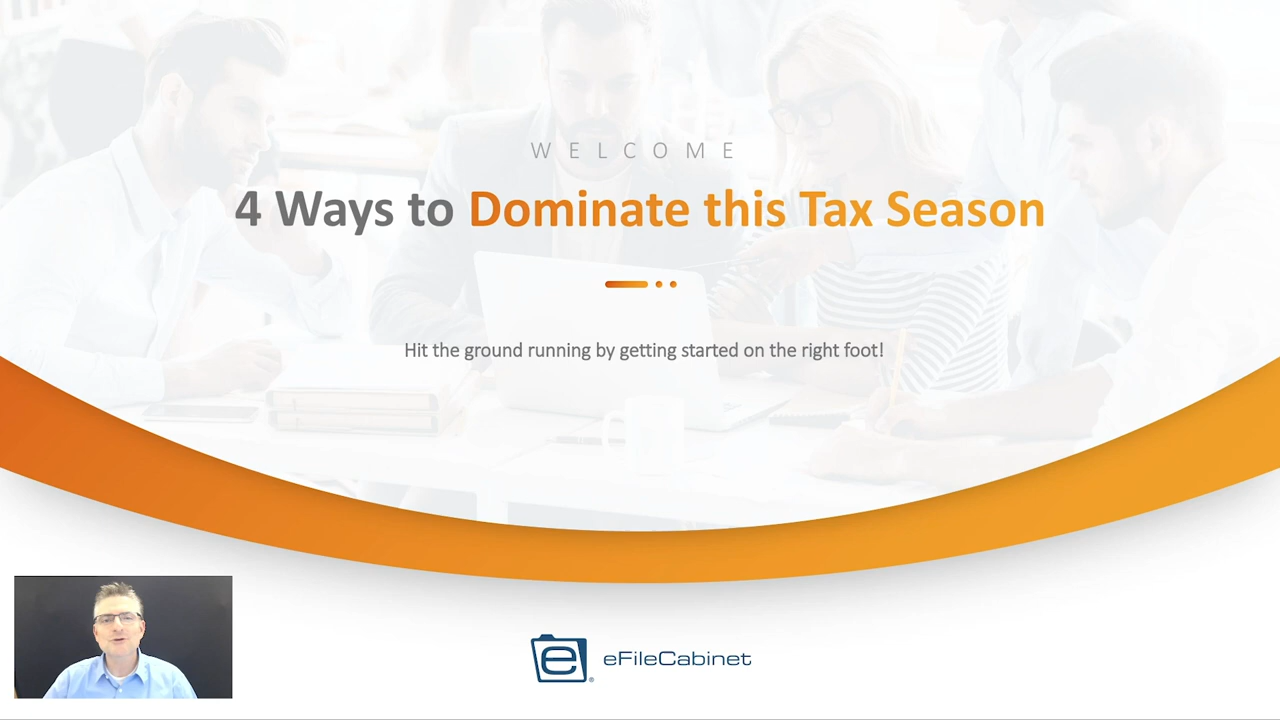 WELCOME
4 Ways to Dominate this Tax Season
Hit the ground running by getting started on the right foot!
e® eFileCabinet